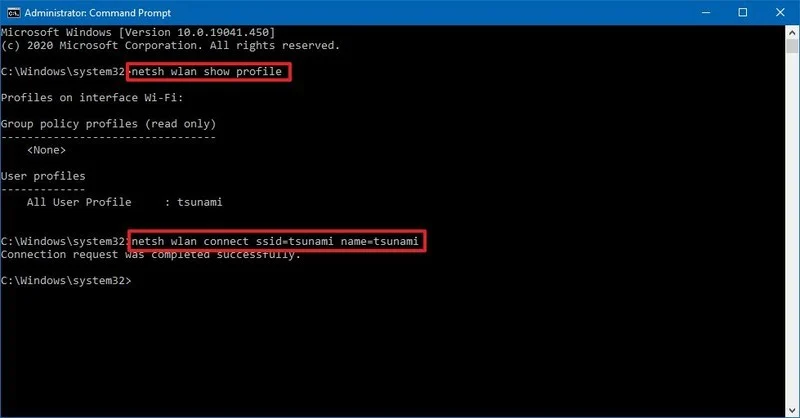 Administrator: Command Prompt
Microsoft Windows [Version 10.0.19041.450]
(c) 2020 Microsoft Corporation. All rights reserved.
C:\Windows\system32>netsh wlan show profile
Profiles on interface Wi-Fi:
Group policy profiles (read only)
---------------------------------
<None>
User profiles
-------------
All User Profile     : tsunami
C:\Windows\system32>netsh wlan connect ssid=tsunami name=tsunami
Connection request was completed successfully.
C:\Windows\system32>